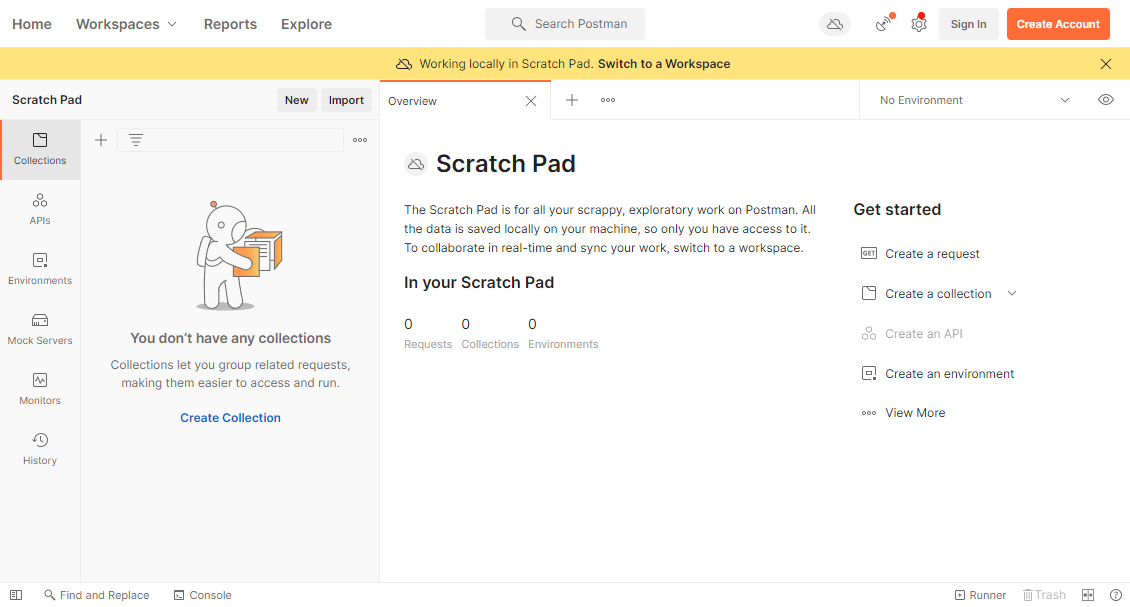 Home Workspaces Reports Explore Search Postman Sign In Create Account
Working locally in Scratch Pad. Switch to a Workspace
Scratch Pad New Import Overview No Environment
Collections
APIs
Environments
Mock Servers
Monitors
History
You don’t have any collections
Collections let you group related requests,
making them easier to access and run.
Create Collection
Scratch Pad
The Scratch Pad is for all your scrappy, exploratory work on Postman. All
the data is saved locally on your machine, so only you have access to it.
To collaborate in real-time and sync your work, switch to a workspace.
In your Scratch Pad
0 0 0
Requests Collections Environments
Get started
GET Create a request
Create a collection
Create an API
Create an environment
View More
Find and Replace Console Runner Trash